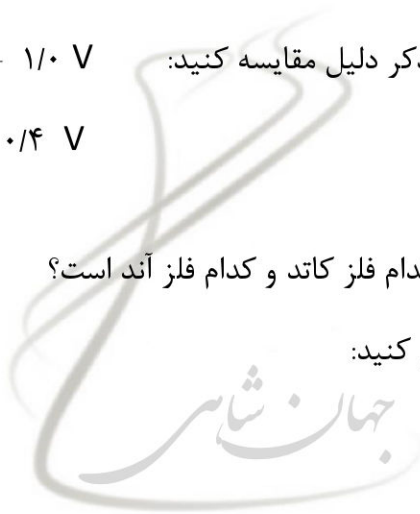 ذکر دلیل مقایسه کنید: ۱/۰ V
۰/۴ V
کدام فلز کاتد و کدام فلز آند است؟
کنید:
جهان شاهی